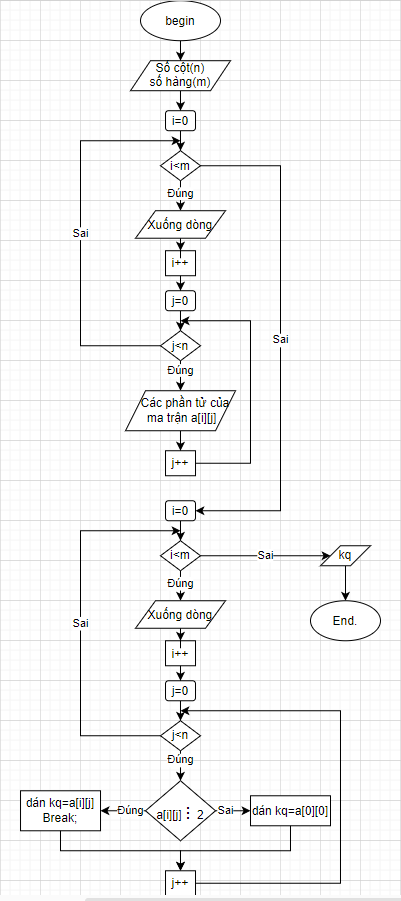 begin
Số cột(n)
số hàng(m)
i=0
i<m
Đúng
Xuống dòng
Sai
i++
j=0
Sai
j<n
Đúng
Các phần tử của
ma trận a[i][j]
j++
i=0
i<m
Sai
kq
Đúng
Xuống dòng
End.
Sai
i++
j=0
j<n
Đúng
dán kq=a[i][j]
Break;
Đúng
a[i][j]⋮ 2
Sai
dán kq=a[0][0]
j++